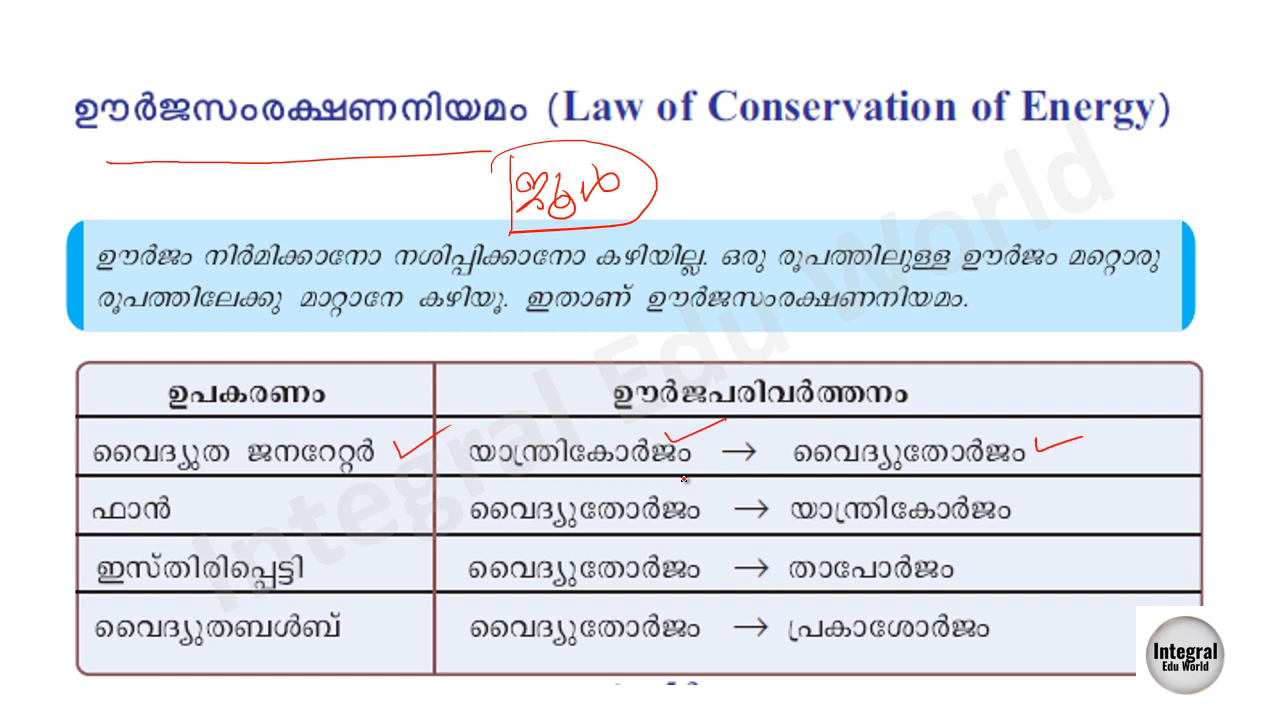 ഊർജസംരക്ഷണനിയമം (Law of Conservation of Energy)
ജൂൾ
ഊർജം നിർമിക്കാനോ നശിപ്പിക്കാനോ കഴിയില്ല. ഒരു രൂപത്തിലുള്ള ഊർജം മറ്റൊരു
രൂപത്തിലേക്കു മാറ്റാനേ കഴിയൂ. ഇതാണ് ഊർജസംരക്ഷണനിയമം.
ഉപകരണം ഊർജപരിവർത്തനം
വൈദ്യുത ജനറേറ്റർ യാന്ത്രികോർജം → വൈദ്യുതോർജം
ഫാൻ വൈദ്യുതോർജം → യാന്ത്രികോർജം
ഇസ്തിരിപ്പെട്ടി വൈദ്യുതോർജം → താപോർജം
വൈദ്യുതബൾബ് വൈദ്യുതോർജം → പ്രകാശോർജം
Integral Edu World
Integral
Edu World